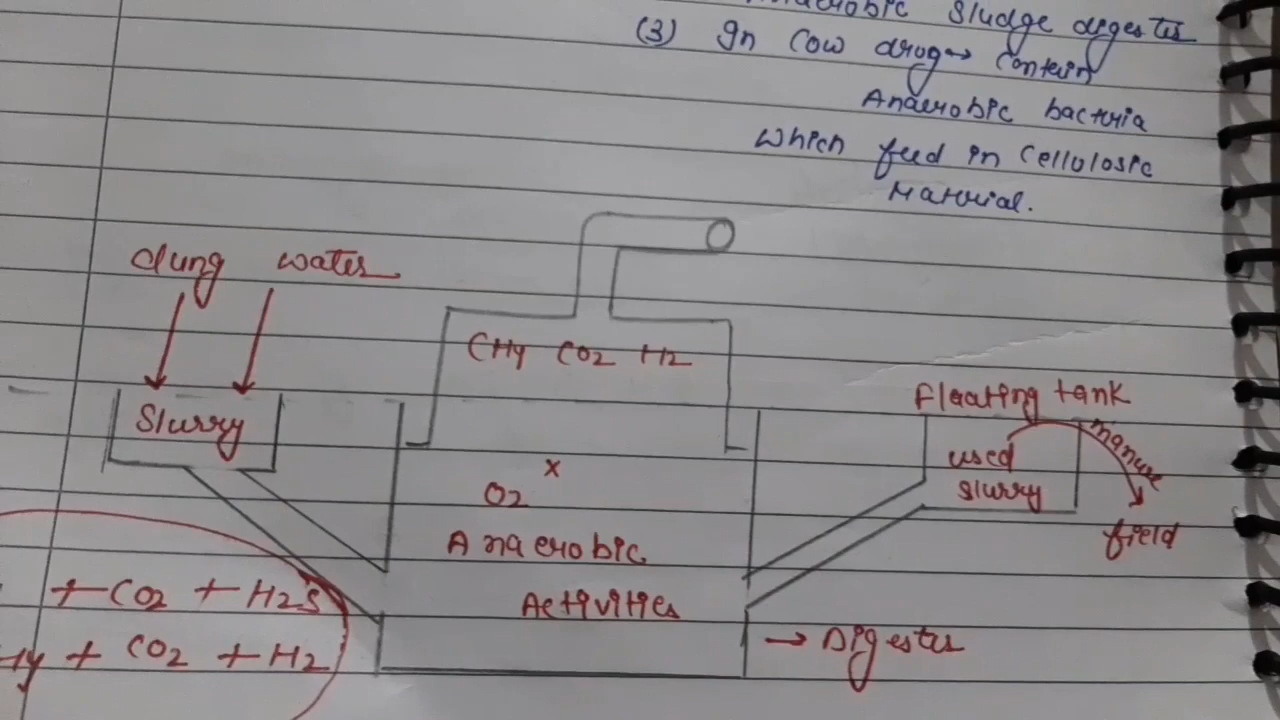 Sludge digester
(3) In Cow drug→ Contein
Anaerobic bacteria
Which feed in Cellulosic
Material.
dung water
CH4 CO2 H2
Slurry
Floating tank
manure
used
slurry
field
x
O2
Anaerobic
Activities
→ Digester
+ CO2 + H2S
+ CO2 + H2